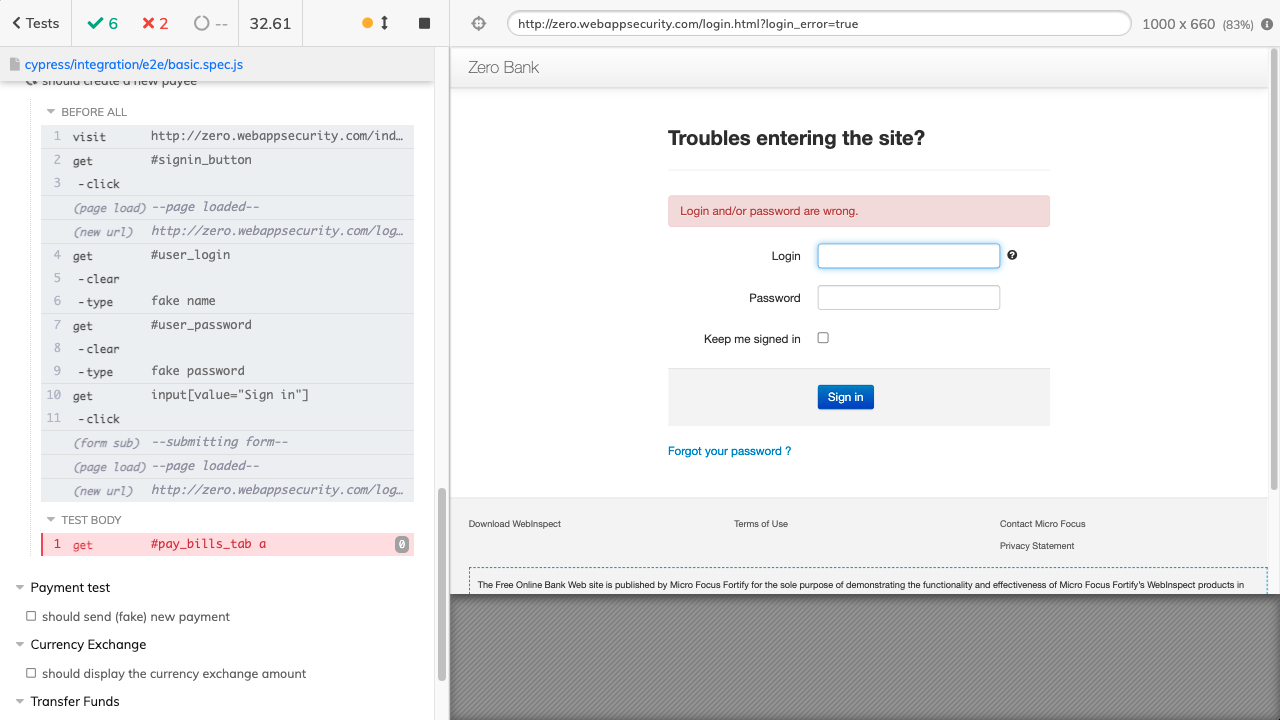 Tests
6
2
--
32.61
http://zero.webappsecurity.com/login.html?login_error=true
1000 x 660 (83%)
cypress/integration/e2e/basic.spec.js
should create a new payee
BEFORE ALL
1 visit http://zero.webappsecurity.com/ind…
2 get #signin_button
3 -click
(page load) --page loaded--
(new url) http://zero.webappsecurity.com/log…
4 get #user_login
5 -clear
6 -type fake name
7 get #user_password
8 -clear
9 -type fake password
10 get input[value="Sign in"]
11 -click
(form sub) --submitting form--
(page load) --page loaded--
(new url) http://zero.webappsecurity.com/log…
TEST BODY
1 get #pay_bills_tab a 0
Payment test
should send (fake) new payment
Currency Exchange
should display the currency exchange amount
Transfer Funds
Zero Bank
Troubles entering the site?
Login and/or password are wrong.
Login
Password
Keep me signed in
Sign in
Forgot your password ?
Download WebInspect
Terms of Use
Contact Micro Focus
Privacy Statement
The Free Online Bank Web site is published by Micro Focus Fortify for the sole purpose of demonstrating the functionality and effectiveness of Micro Focus Fortify's WebInspect products in